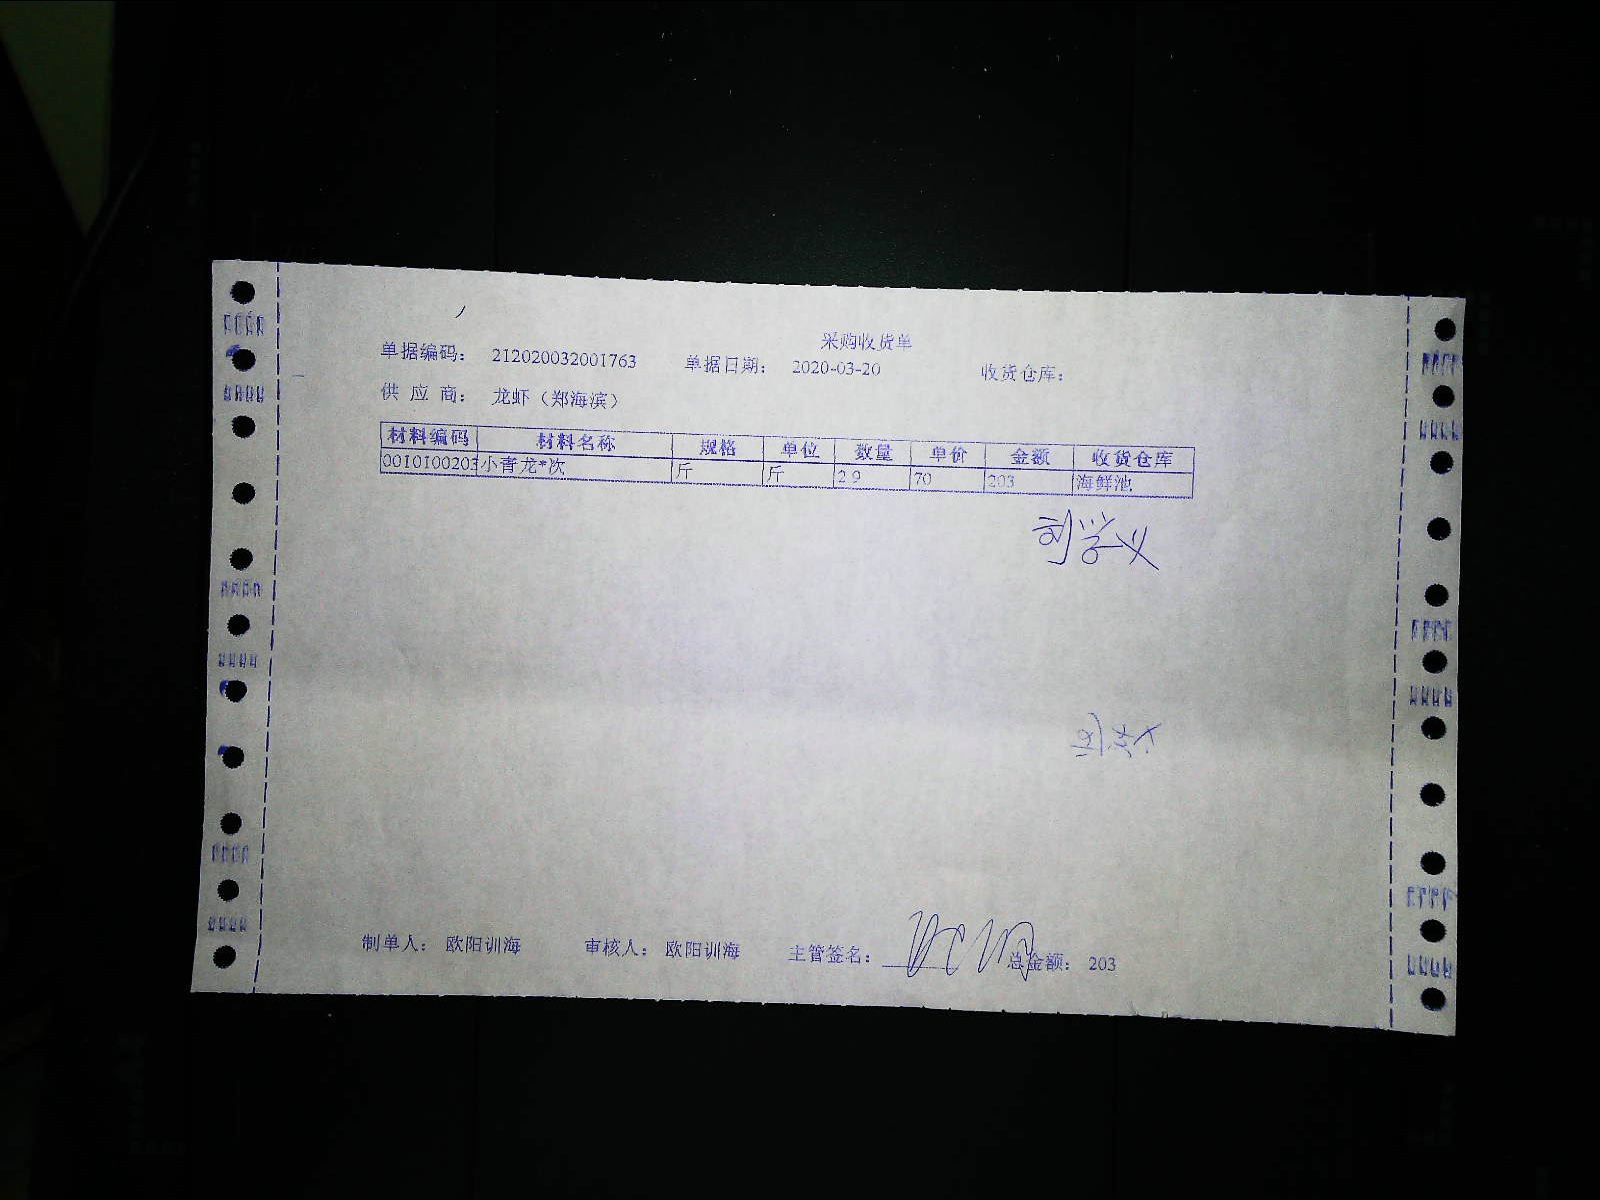 采购收货单
单据编码： 212020032001763 单据日期： 2020-03-20 收货仓库：
供 应 商： 龙虾（郑海滨）
材料编码 材料名称 规格 单位 数量 单价 金额 收货仓库
0010100203 小青龙*次 斤 斤 2.9 70 203 海鲜池
刘学义
制单人： 欧阳训海 审核人： 欧阳训海 主管签名： 总金额： 203